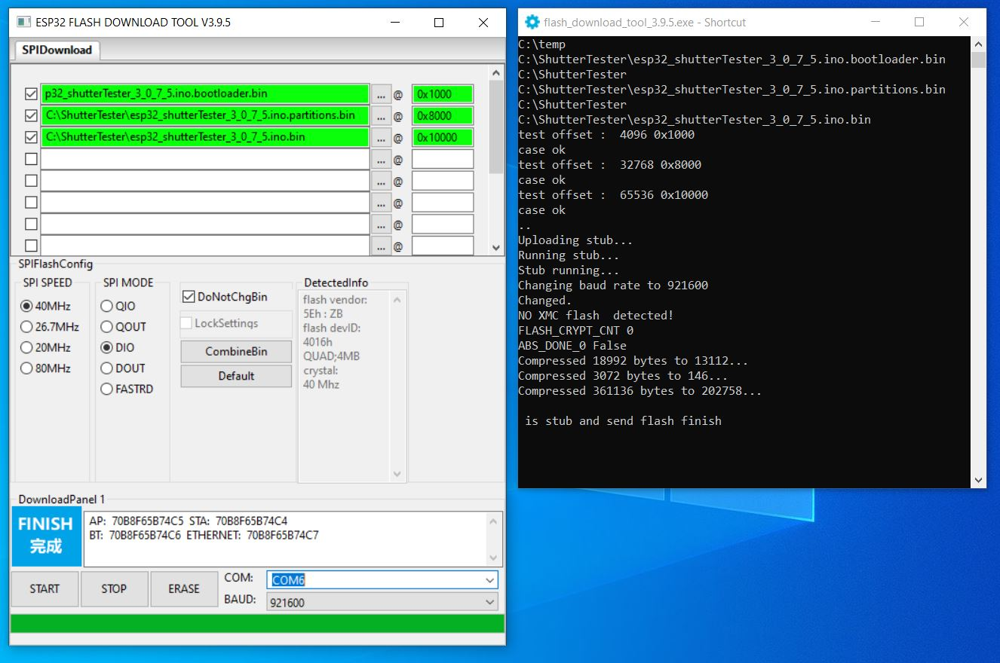 ESP32 FLASH DOWNLOAD TOOL V3.9.5
SPIDownload
p32_shutterTester_3_0_7_5.ino.bootloader.bin ... @ 0x1000
C:\ShutterTester\esp32_shutterTester_3_0_7_5.ino.partitions.bin ... @ 0x8000
C:\ShutterTester\esp32_shutterTester_3_0_7_5.ino.bin ... @ 0x10000
... @
... @
... @
... @
... @
SPIFlashConfig
SPI SPEED
40MHz
26.7MHz
20MHz
80MHz
SPI MODE
QIO
QOUT
DIO
DOUT
FASTRD
DoNotChgBin
LockSettings
CombineBin
Default
DetectedInfo
flash vendor:
5Eh : ZB
flash devID:
4016h
QUAD;4MB
crystal:
40 Mhz
DownloadPanel 1
FINISH
完成
AP: 70B8F65B74C5 STA: 70B8F65B74C4
BT: 70B8F65B74C6 ETHERNET: 70B8F65B74C7
START
STOP
ERASE
COM: COM6
BAUD: 921600
flash_download_tool_3.9.5.exe - Shortcut
C:\temp
C:\ShutterTester\esp32_shutterTester_3_0_7_5.ino.bootloader.bin
C:\ShutterTester
C:\ShutterTester\esp32_shutterTester_3_0_7_5.ino.partitions.bin
C:\ShutterTester
C:\ShutterTester\esp32_shutterTester_3_0_7_5.ino.bin
test offset :  4096 0x1000
case ok
test offset :  32768 0x8000
case ok
test offset :  65536 0x10000
case ok
..
Uploading stub...
Running stub...
Stub running...
Changing baud rate to 921600
Changed.
NO XMC flash  detected!
FLASH_CRYPT_CNT 0
ABS_DONE_0 False
Compressed 18992 bytes to 13112...
Compressed 3072 bytes to 146...
Compressed 361136 bytes to 202758...
is stub and send flash finish